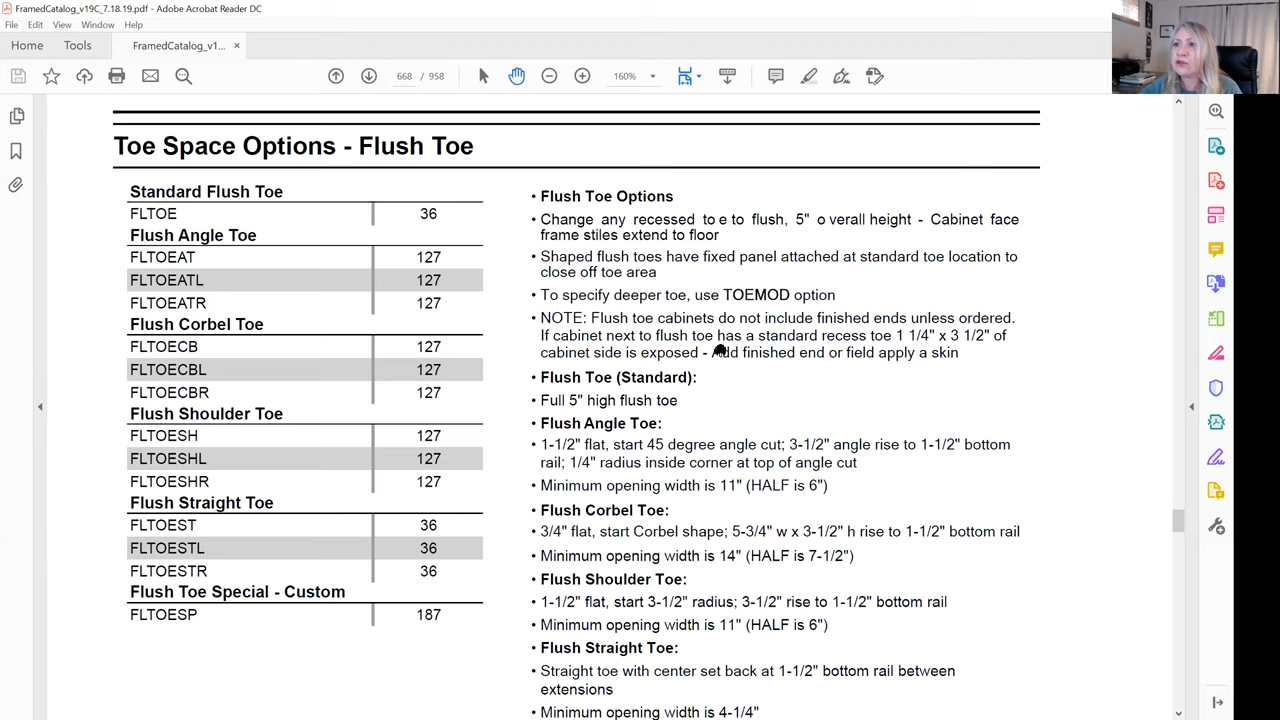 FramedCatalog_v19C_7.18.19.pdf - Adobe Acrobat Reader DC
File Edit View Window Help
Home Tools FramedCatalog_v1... ×
668 / 958 160%
Toe Space Options - Flush Toe
Standard Flush Toe
FLTOE 36
Flush Angle Toe
FLTOEAT 127
FLTOEATL 127
FLTOEATR 127
Flush Corbel Toe
FLTOECB 127
FLTOECBL 127
FLTOECBR 127
Flush Shoulder Toe
FLTOESH 127
FLTOESHL 127
FLTOESHR 127
Flush Straight Toe
FLTOEST 36
FLTOESTL 36
FLTOESTR 36
Flush Toe Special - Custom
FLTOESP 187
• Flush Toe Options
• Change any recessed to e to flush, 5" o verall height - Cabinet face
frame stiles extend to floor
• Shaped flush toes have fixed panel attached at standard toe location to
close off toe area
• To specify deeper toe, use TOEMOD option
• NOTE: Flush toe cabinets do not include finished ends unless ordered.
If cabinet next to flush toe has a standard recess toe 1 1/4" x 3 1/2" of
cabinet side is exposed - Add finished end or field apply a skin
• Flush Toe (Standard):
• Full 5" high flush toe
• Flush Angle Toe:
• 1-1/2" flat, start 45 degree angle cut; 3-1/2" angle rise to 1-1/2" bottom
rail; 1/4" radius inside corner at top of angle cut
• Minimum opening width is 11" (HALF is 6")
• Flush Corbel Toe:
• 3/4" flat, start Corbel shape; 5-3/4" w x 3-1/2" h rise to 1-1/2" bottom rail
• Minimum opening width is 14" (HALF is 7-1/2")
• Flush Shoulder Toe:
• 1-1/2" flat, start 3-1/2" radius; 3-1/2" rise to 1-1/2" bottom rail
• Minimum opening width is 11" (HALF is 6")
• Flush Straight Toe:
• Straight toe with center set back at 1-1/2" bottom rail between
extensions
• Minimum opening width is 4-1/4"